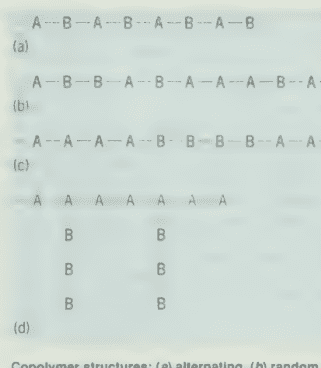 A--B--A--B--A--B--A--B
(a)
A--B--B--A--B--A--A--A--B--A
(b)
A--A--A--A--B--B--B--B--A--A
(c)
A A A A A A A
B B
B B
B B
(d)
Copolymer structures: (a) alternating, (b) random